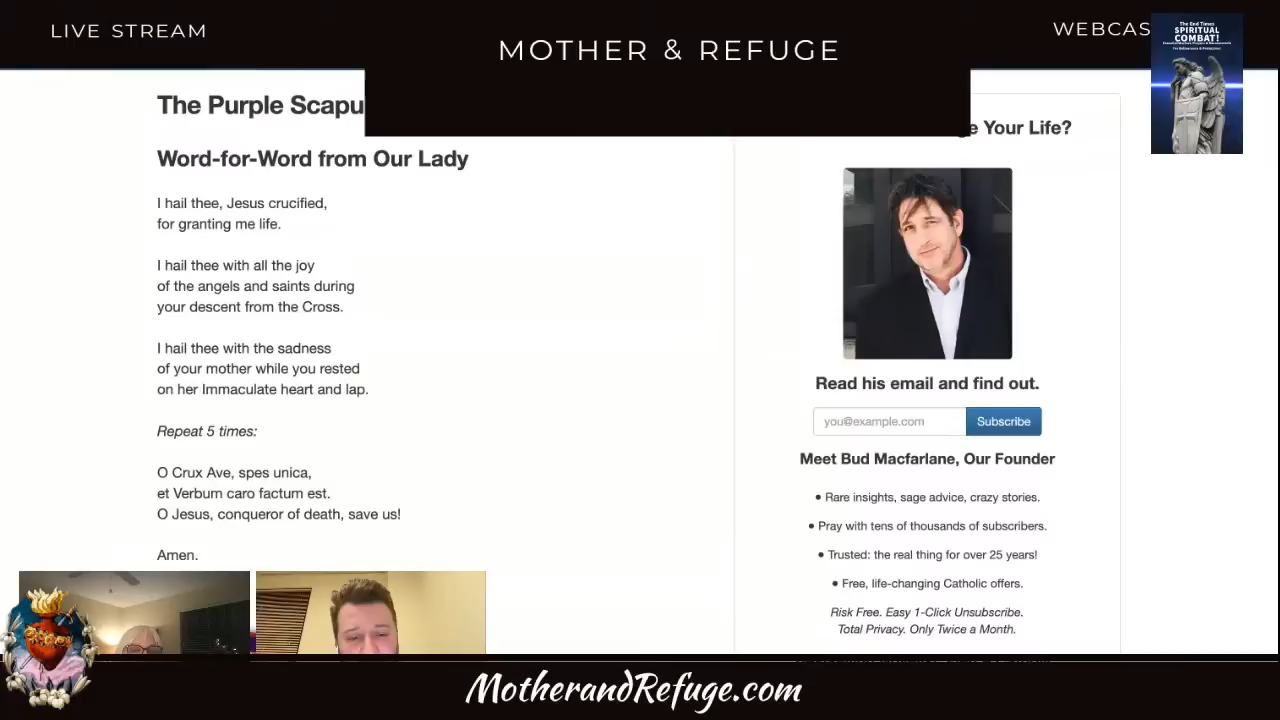 LIVE STREAM
MOTHER & REFUGE
The End Times
SPIRITUAL
COMBAT!
The Purple
Word-for-Word from Our Lady
I hail thee, Jesus crucified,
for granting me life.
I hail thee with all the joy
of the angels and saints during
your descent from the Cross.
I hail thee with the sadness
of your mother while you rested
on her Immaculate heart and lap.
Repeat 5 times:
O Crux Ave, spes unica,
et Verbum caro factum est.
O Jesus, conqueror of death, save us!
Amen.
Your Life?
Read his email and find out.
you@example.com
Subscribe
Meet Bud Macfarlane, Our Founder
• Rare insights, sage advice, crazy stories.
• Pray with tens of thousands of subscribers.
• Trusted: the real thing for over 25 years!
• Free, life-changing Catholic offers.
Risk Free. Easy 1-Click Unsubscribe.
Total Privacy. Only Twice a Month.
MotherandRefuge.com